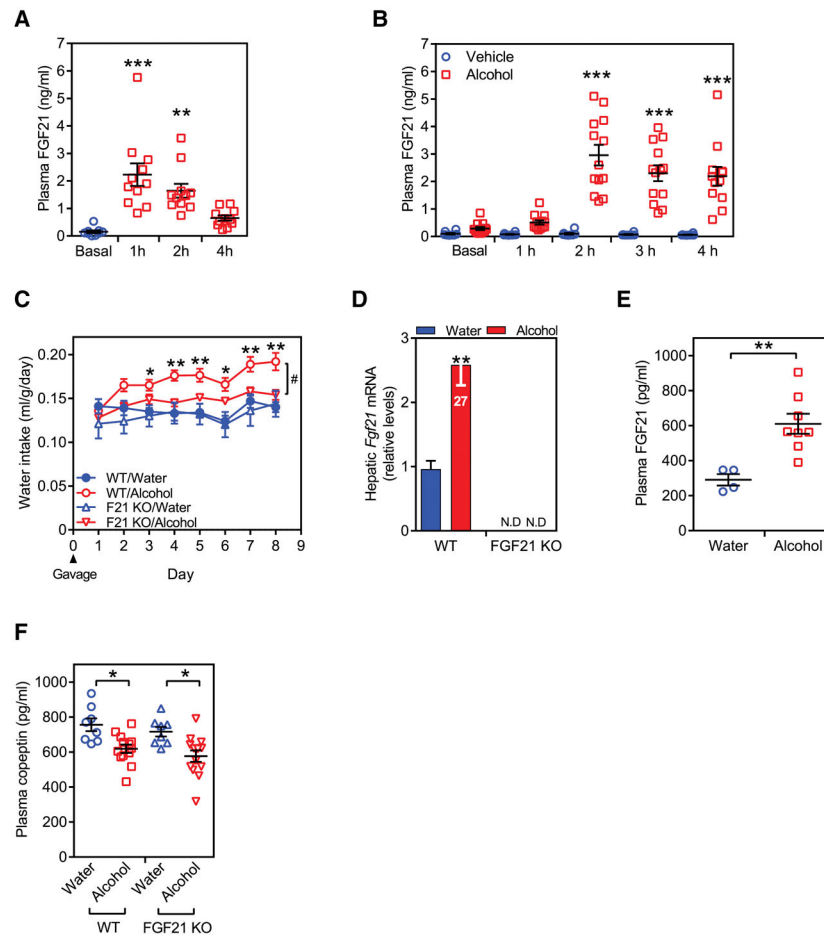 A
Plasma FGF21 (ng/ml)
7
6
5
4
3
2
1
0
***
**
Basal 1h 2h 4h
B
Plasma FGF21 (ng/ml)
7
6
5
4
3
2
1
0
Vehicle
Alcohol
***
***
***
Basal 1 h 2 h 3 h 4 h
C
Water intake (ml/g/day)
0.20
0.15
0.10
0.05
0.00
* ** ** * ** **
#
WT/Water
WT/Alcohol
F21 KO/Water
F21 KO/Alcohol
0 1 2 3 4 5 6 7 8 9
Gavage
Day
D
Water Alcohol
Hepatic Fgf21 mRNA
(relative levels)
3
2
1
0
**
27
N.D N.D
WT FGF21 KO
E
Plasma FGF21 (pg/ml)
1000
800
600
400
200
0
**
Water Alcohol
F
Plasma copeptin (pg/ml)
1000
800
600
400
200
0
* *
Water Alcohol Water Alcohol
WT FGF21 KO